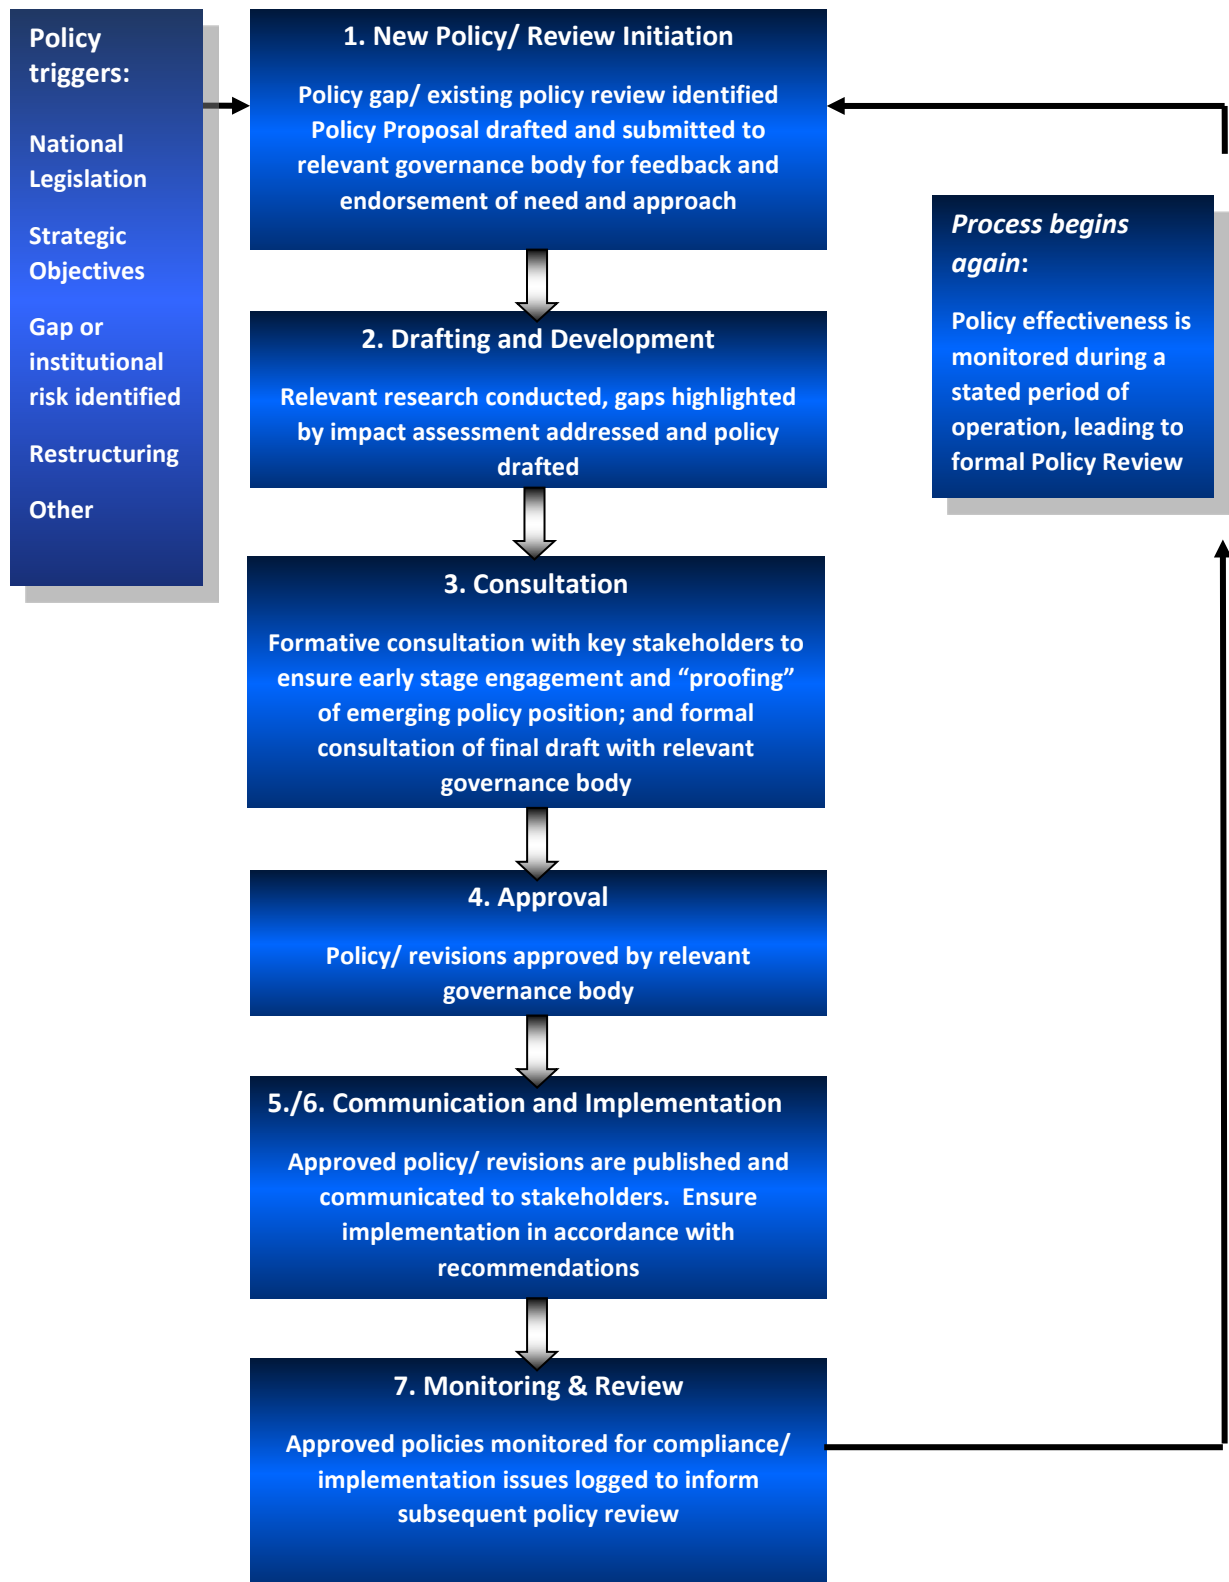 Policy
triggers:
National
Legislation
Strategic
Objectives
Gap or
institutional
risk identified
Restructuring
Other
1. New Policy/ Review Initiation
Policy gap/ existing policy review identified
Policy Proposal drafted and submitted to
relevant governance body for feedback and
endorsement of need and approach
2. Drafting and Development
Relevant research conducted, gaps highlighted
by impact assessment addressed and policy
drafted
3. Consultation
Formative consultation with key stakeholders to
ensure early stage engagement and “proofing”
of emerging policy position; and formal
consultation of final draft with relevant
governance body
4. Approval
Policy/ revisions approved by relevant
governance body
5./6. Communication and Implementation
Approved policy/ revisions are published and
communicated to stakeholders.  Ensure
implementation in accordance with
recommendations
7. Monitoring & Review
Approved policies monitored for compliance/
implementation issues logged to inform
subsequent policy review
Process begins
again:
Policy effectiveness is
monitored during a
stated period of
operation, leading to
formal Policy Review